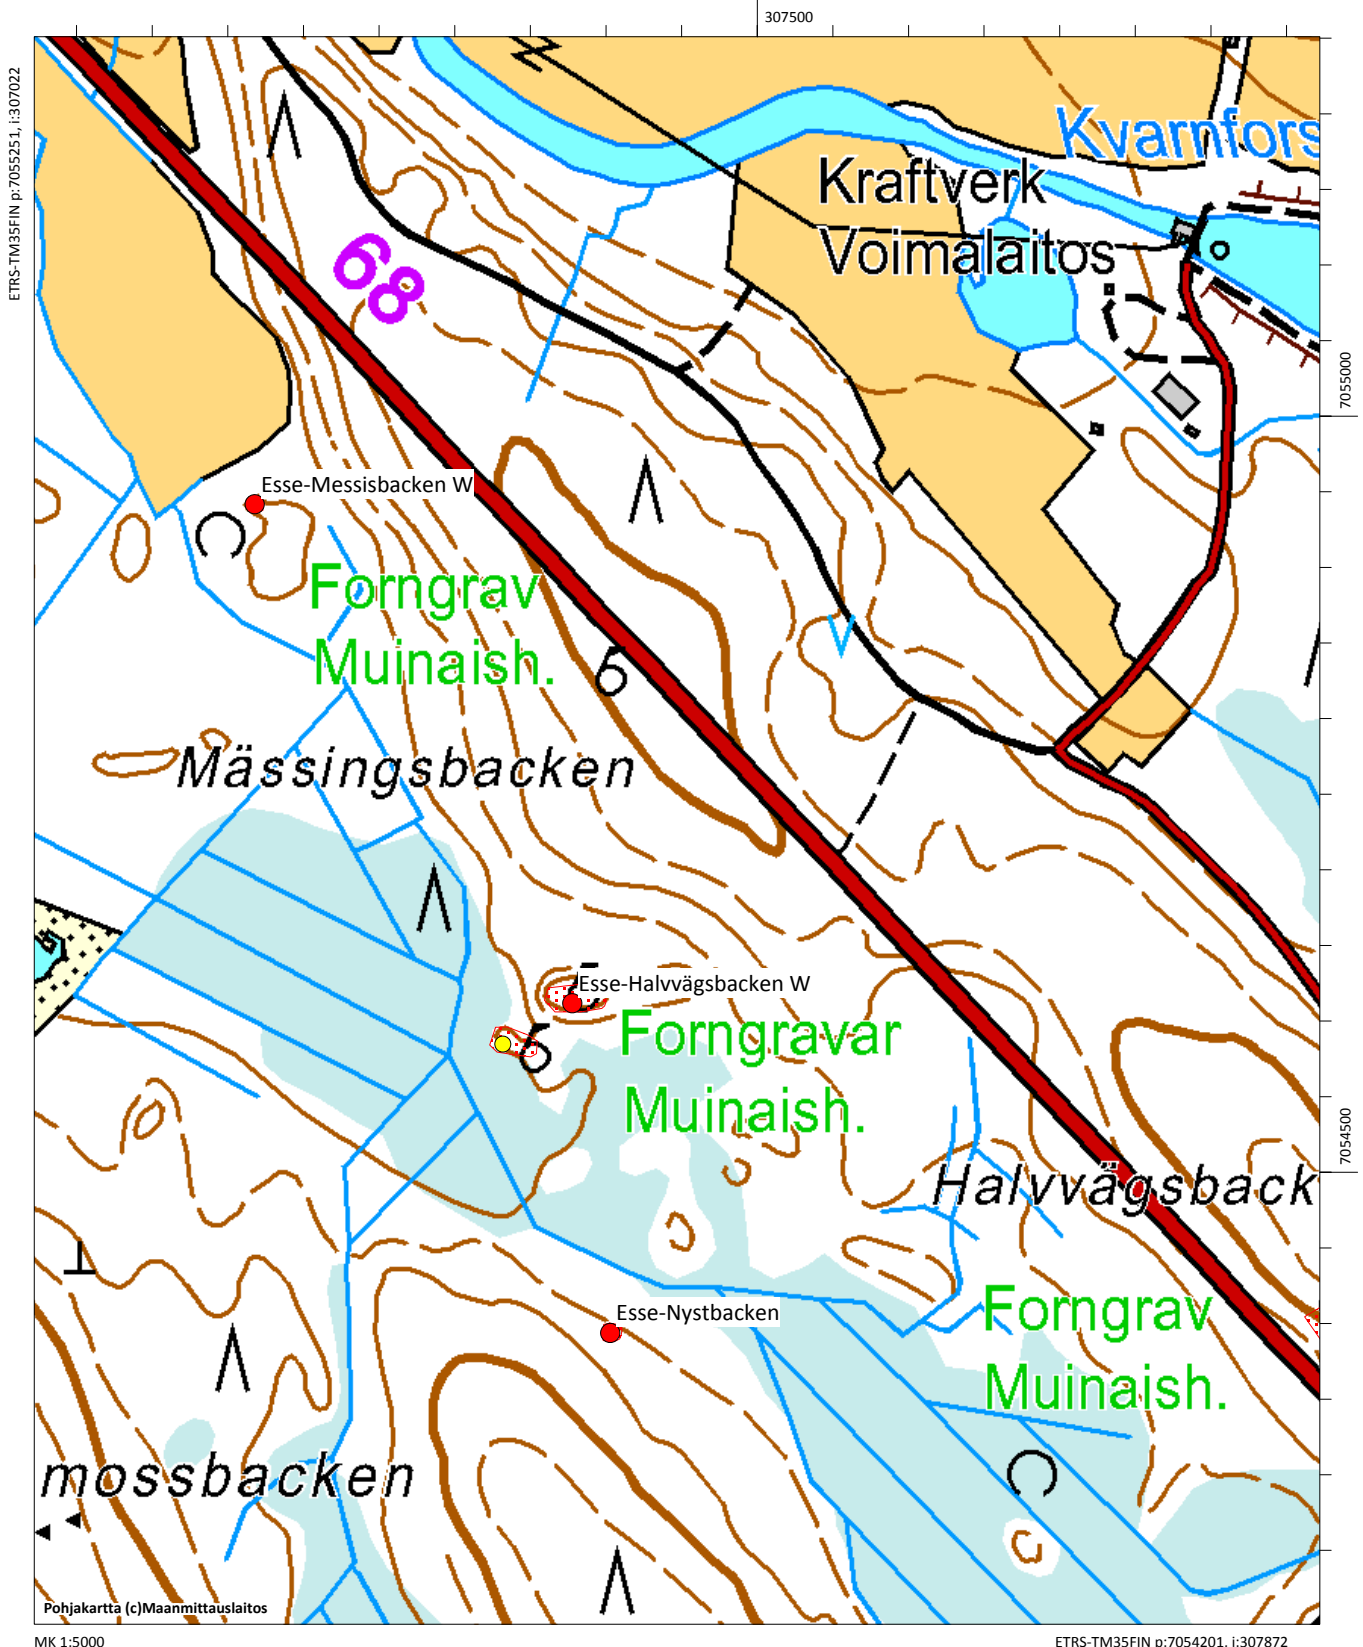 307500
ETRS-TM35FIN p:7055251, i:307022
Kvarnfors
Kraftverk
Voimalaitos
68
7055000
Esse-Messisbacken W
Forngrav
Muinaish.
Mässingsbacken
Esse-Halvvägsbacken W
Forngravar
Muinaish.
7054500
Halvvägsback
Esse-Nystbacken
Forngrav
Muinaish.
mossbacken
Pohjakartta (c)Maanmittauslaitos
MK 1:5000
ETRS-TM35FIN p:7054201, i:307872